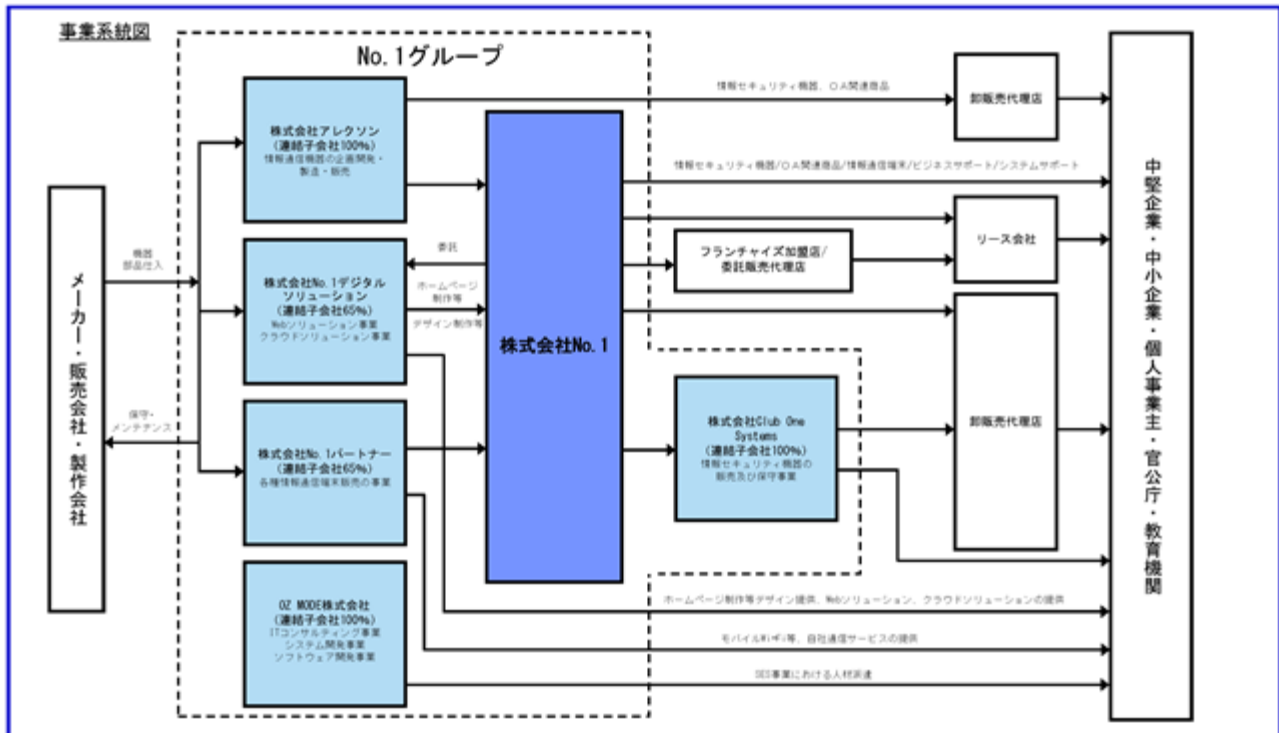 事業系統図
No.1グループ
メーカー・販売会社・製作会社
機器
部品仕入
保守・
メンテナンス
株式会社アレクソン
(連結子会社100%)
情報通信機器の企画開発・
製造・販売
株式会社No.1デジタル
ソリューション
(連結子会社65%)
Webソリューション事業
クラウドソリューション事業
株式会社No.1パートナー
(連結子会社65%)
各種情報通信端末販売の事業
OZ MODE株式会社
(連結子会社100%)
ITコンサルティング事業
システム開発事業
ソフトウェア開発事業
委託
ホームページ
制作等
デザイン制作等
株式会社No.1
情報セキュリティ機器、OA関連商品
卸販売代理店
情報セキュリティ機器/OA関連商品/情報通信端末/ビジネスサポート/システムサポート
リース会社
フランチャイズ加盟店/
委託販売代理店
株式会社Club One
Systems
(連結子会社100%)
情報セキュリティ機器の
販売及び保守事業
卸販売代理店
ホームページ制作等デザイン提供、Webソリューション、クラウドソリューションの提供
モバイルWi-Fi等、自社通信サービスの提供
SES事業における人材派遣
中堅企業・中小企業・個人事業主・官公庁・教育機関